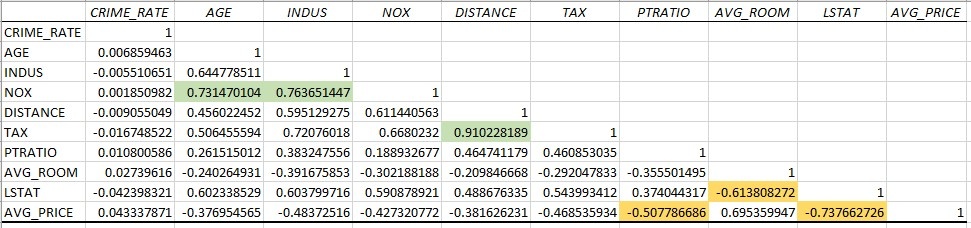 CRIME_RATE AGE INDUS NOX DISTANCE TAX PTRATIO AVG_ROOM LSTAT AVG_PRICE
CRIME_RATE 1
AGE 0.006859463 1
INDUS -0.005510651 0.644778511 1
NOX 0.001850982 0.731470104 0.763651447 1
DISTANCE -0.009055049 0.456022452 0.595129275 0.611440563 1
TAX -0.016748522 0.506455594 0.72076018 0.6680232 0.910228189 1
PTRATIO 0.010800586 0.261515012 0.383247556 0.188932677 0.464741179 0.460853035 1
AVG_ROOM 0.02739616 -0.240264931 -0.391675853 -0.302188188 -0.209846668 -0.292047833 -0.355501495 1
LSTAT -0.042398321 0.602338529 0.603799716 0.590878921 0.488676335 0.543993412 0.374044317 -0.613808272 1
AVG_PRICE 0.043337871 -0.376954565 -0.48372516 -0.427320772 -0.381626231 -0.468535934 -0.507786686 0.695359947 -0.737662726 1